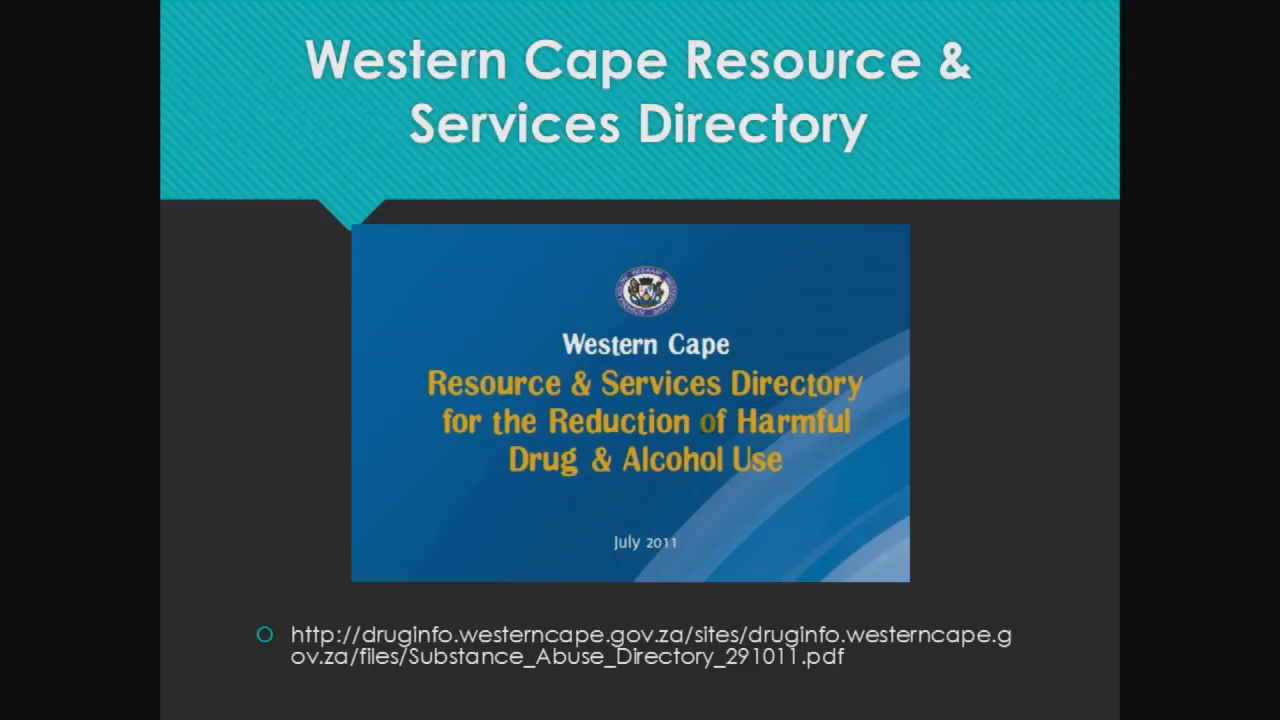 Western Cape Resource &
Services Directory
Western Cape
Resource & Services Directory
for the Reduction of Harmful
Drug & Alcohol Use
July 2011
http://druginfo.westerncape.gov.za/sites/druginfo.westerncape.g
ov.za/files/Substance_Abuse_Directory_291011.pdf